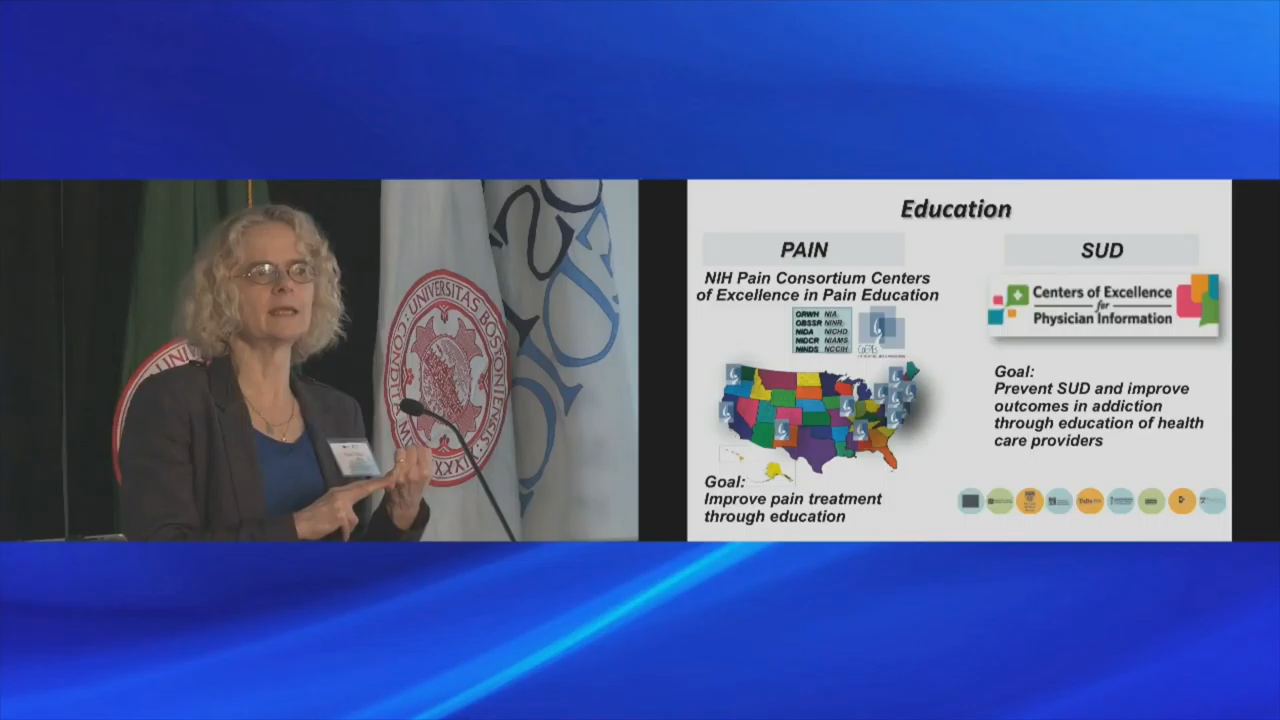 Education
PAIN
NIH Pain Consortium Centers
of Excellence in Pain Education
ORWH NIA
OBSSR NINR
NIDA NICHD
NIDCR NIAMS
NINDS NCCIH
Goal:
Improve pain treatment
through education
SUD
Centers of Excellence
for
Physician Information
Goal:
Prevent SUD and improve
outcomes in addiction
through education of health
care providers
UNIVERSITAS BOSTONIENSIS